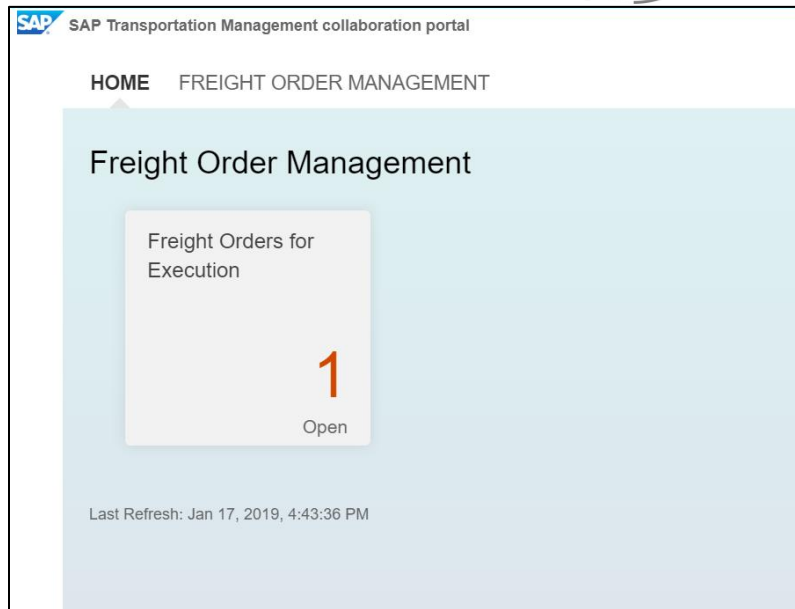 SAP SAP Transportation Management collaboration portal
HOME FREIGHT ORDER MANAGEMENT
Freight Order Management
Freight Orders for
Execution
1
Open
Last Refresh: Jan 17, 2019, 4:43:36 PM